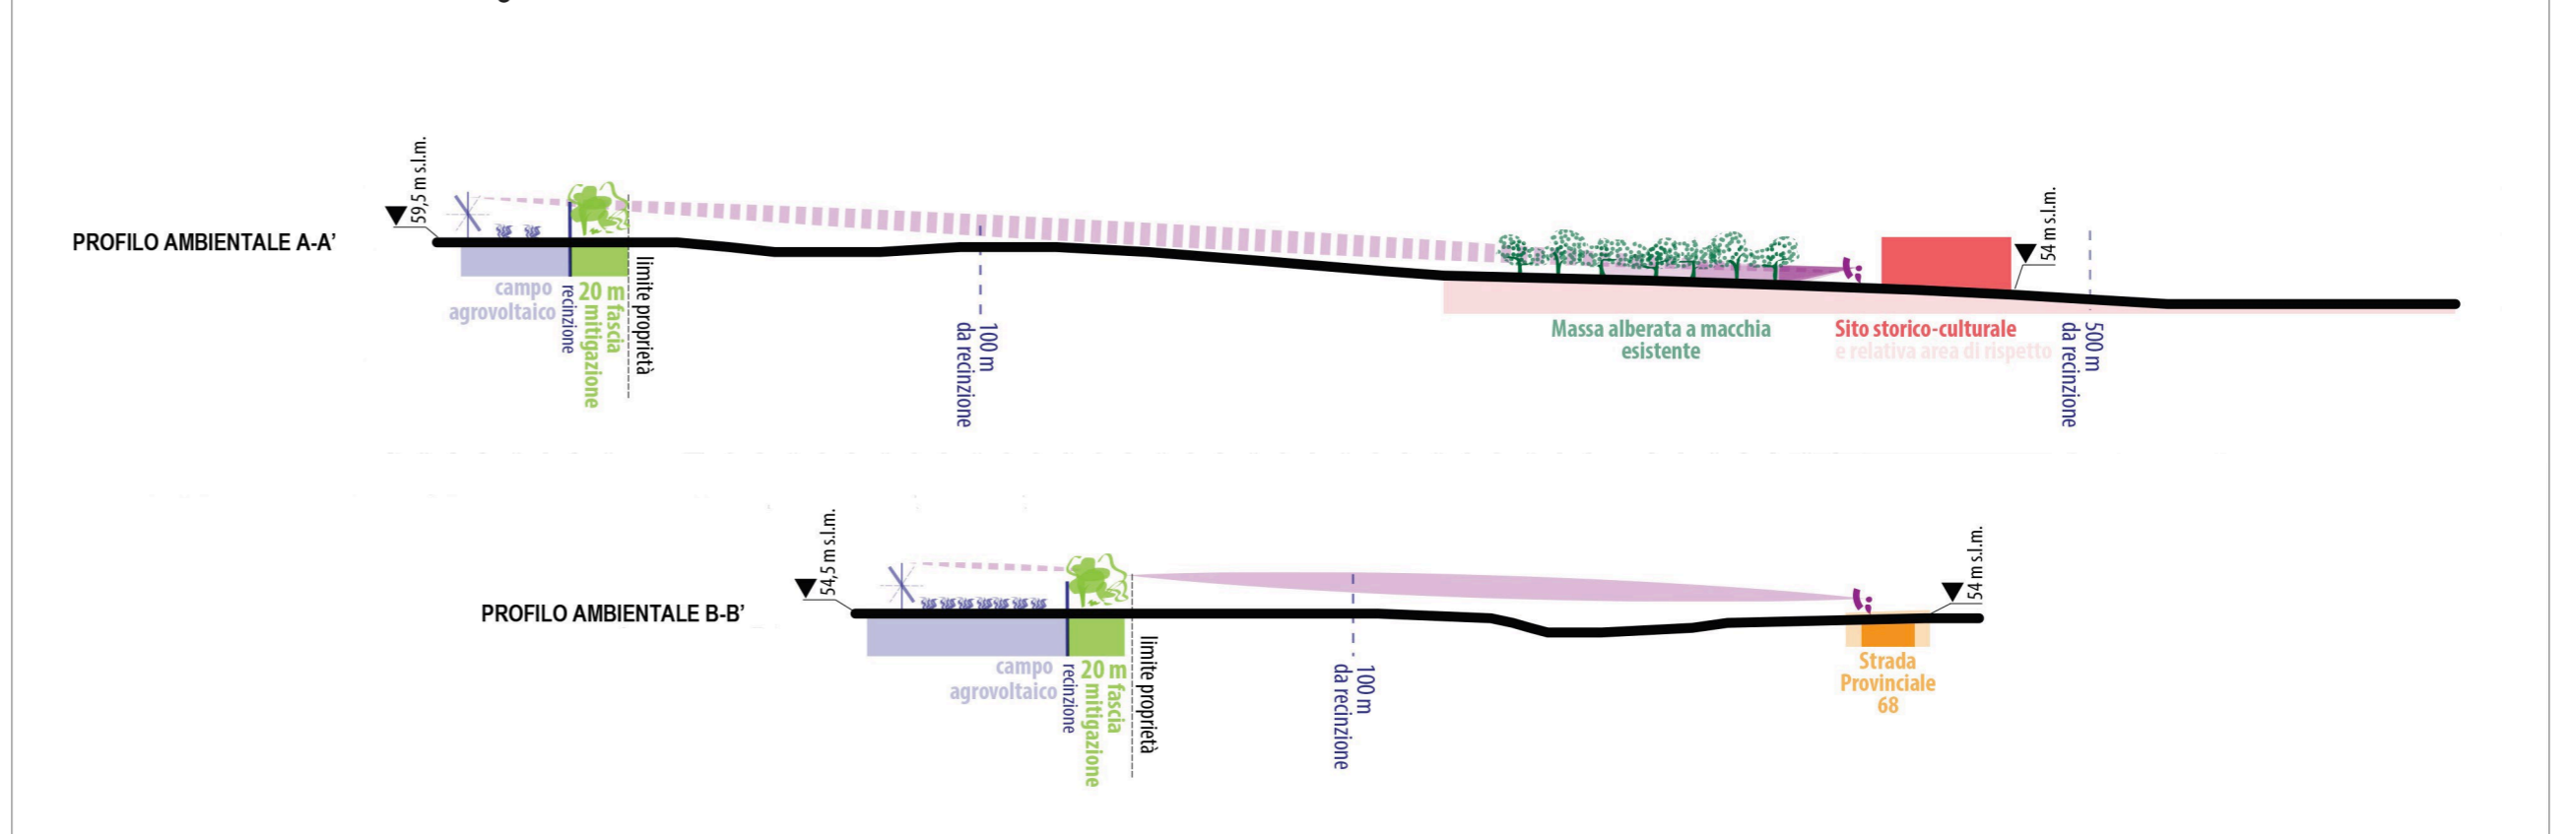 59,5 m s.l.m.
PROFILO AMBIENTALE A-A’
campo
agrovoltaico
recinzione
20 m fascia
mitigazione
limite proprietà
100 m
da recinzione
Massa alberata a macchia
esistente
Sito storico-culturale
e relativa area di rispetto
54 m s.l.m.
500 m
da recinzione
54,5 m s.l.m.
PROFILO AMBIENTALE B-B’
campo
agrovoltaico
recinzione
20 m fascia
mitigazione
limite proprietà
100 m
da recinzione
Strada
Provinciale
68
54 m s.l.m.